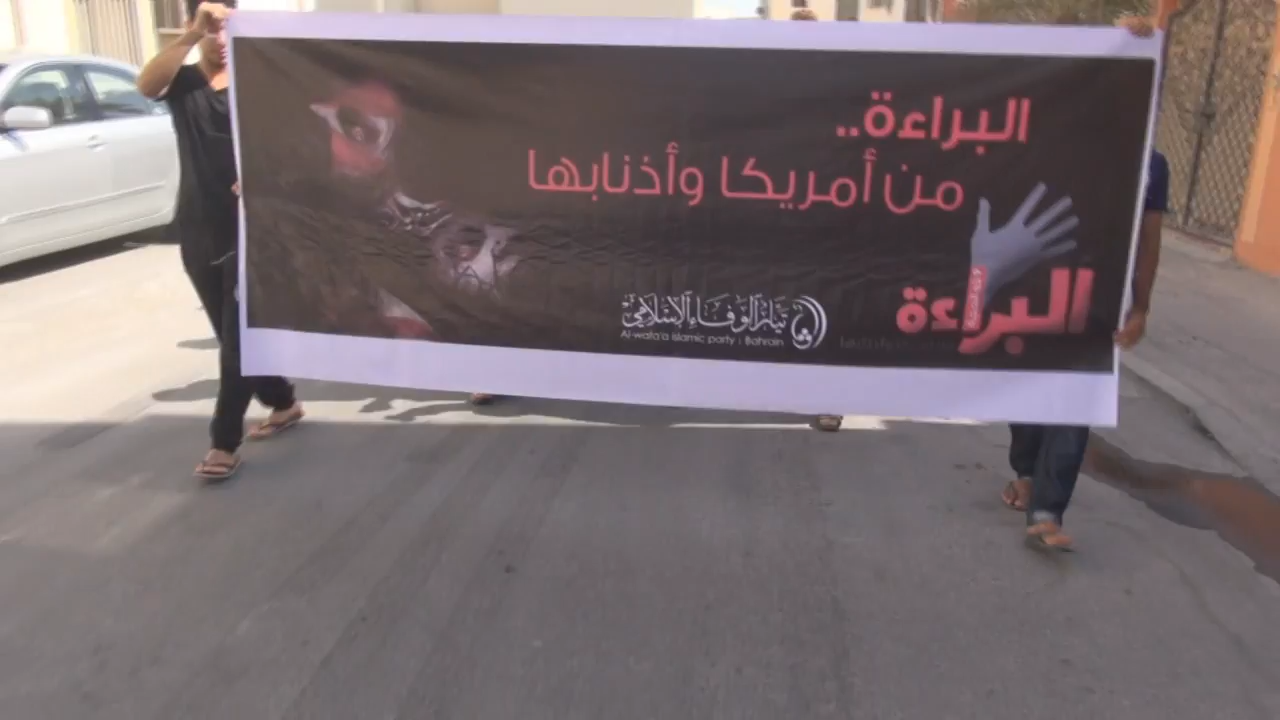 البراءة..
من أمريكا وأذنابها
البراءة
تيار الوفاء الإسلامي
Al-wafa'a islamic party : Bahrain